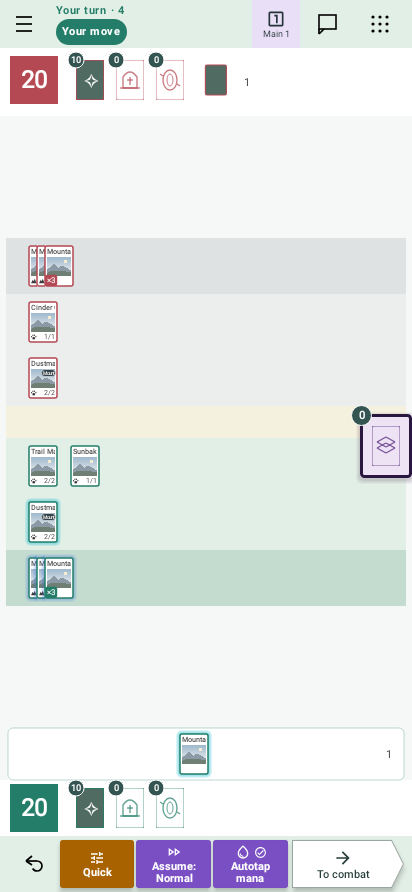 Your turn · 4
Your move
1
Main 1
20
10
0
0
1
M
M
Mounta
×3
Cinder
1/1
Dustma
2/2
0
Trail Ma
2/2
Sunbak
1/1
Dustma
2/2
M
M
Mounta
×3
Mounta
1
20
10
0
0
Quick
Assume:
Normal
Autotap
mana
To combat